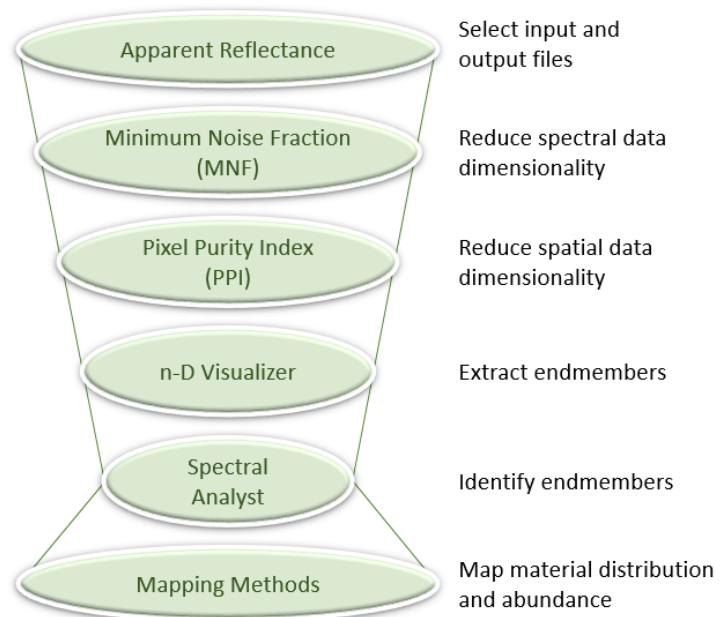 Apparent Reflectance
Select input and
output files
Minimum Noise Fraction
(MNF)
Reduce spectral data
dimensionality
Pixel Purity Index
(PPI)
Reduce spatial data
dimensionality
n-D Visualizer
Extract endmembers
Spectral
Analyst
Identify endmembers
Mapping Methods
Map material distribution
and abundance